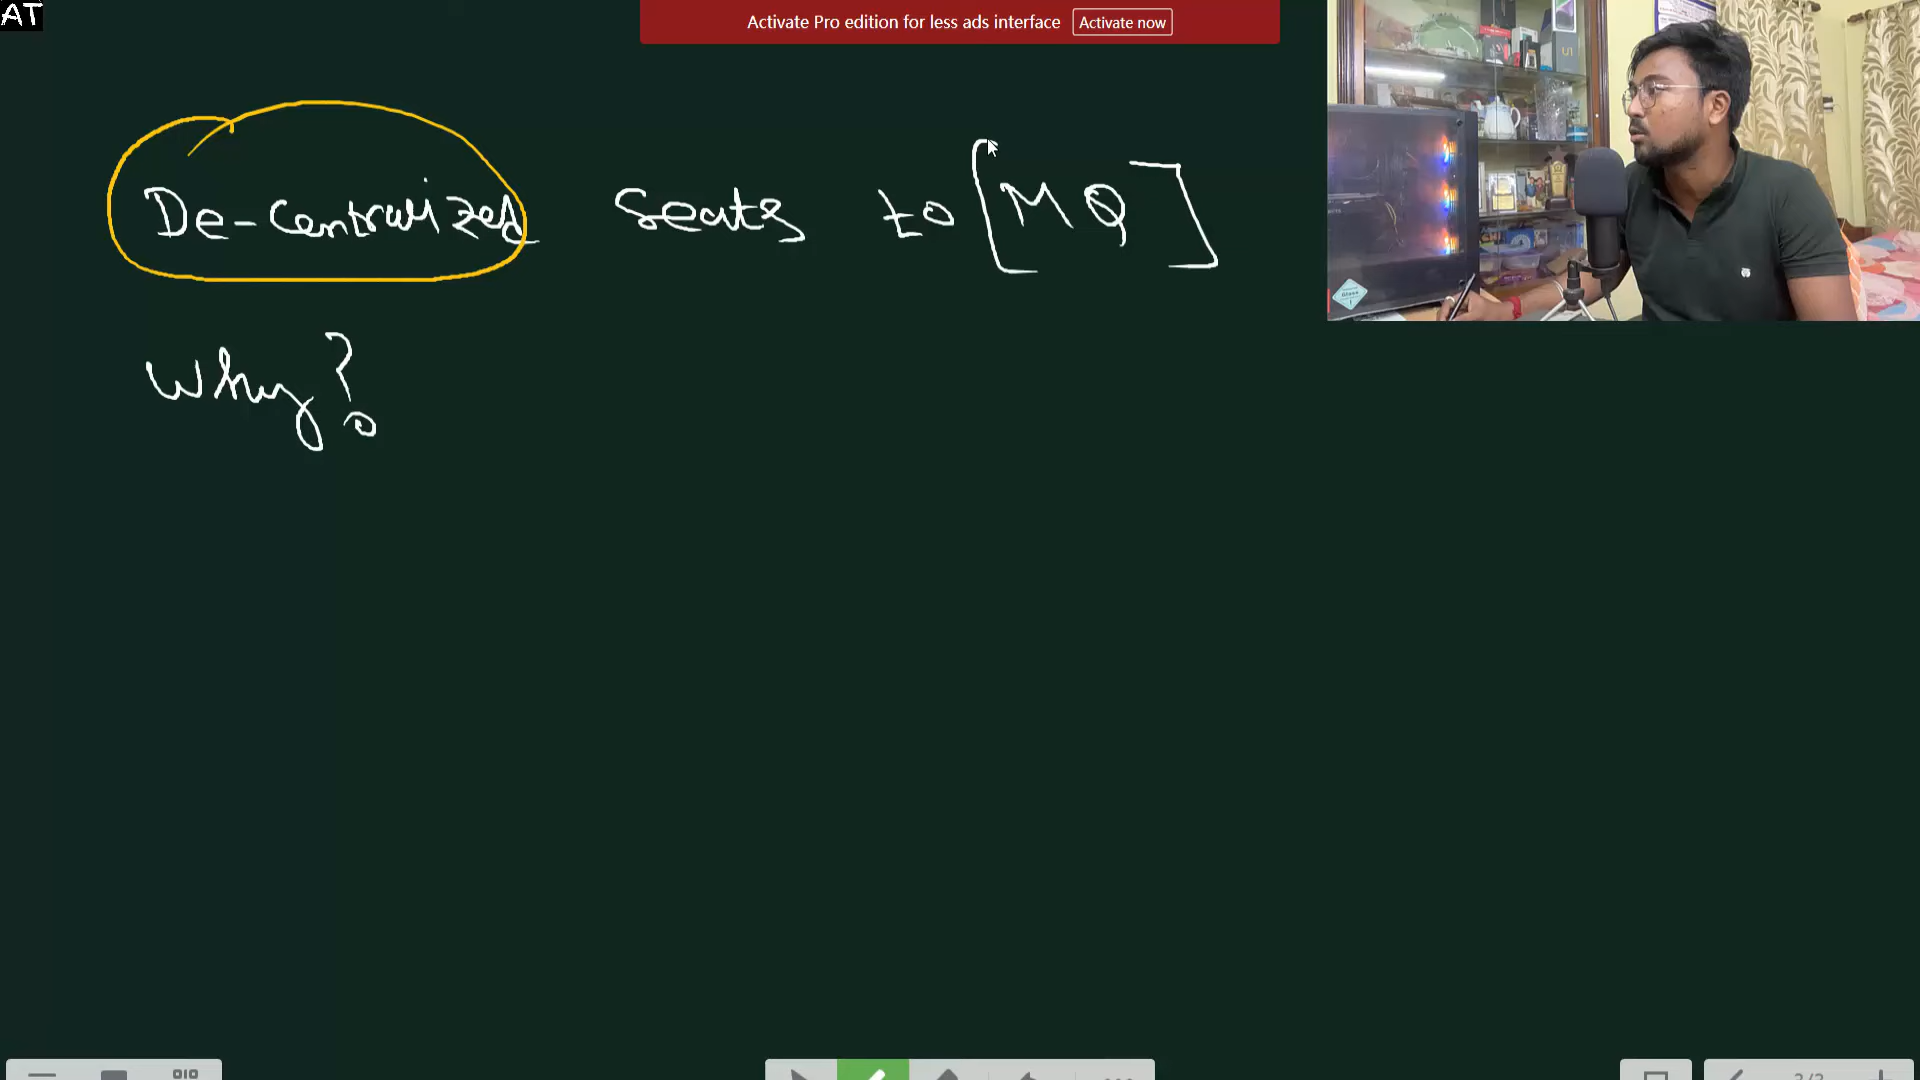 AT
Activate Pro edition for less ads interface Activate now
De-centralized seats to [MQ]
Why?